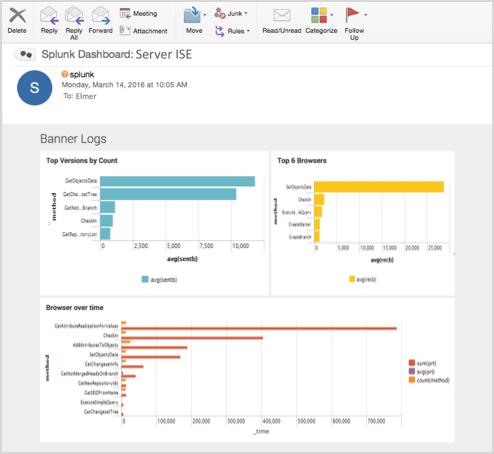 Delete
Reply
Reply All
Forward
Meeting
Attachment
Move
Junk
Rules
Read/Unread
Categorize
Follow Up
Splunk Dashboard: Server ISE
S
splunk
Monday, March 14, 2016 at 10:05 AM
To: Elmer
Banner Logs
Top Versions by Count
method
GetObjectsData
GetCha...setTree
GetNot...Branch
Checkin
GetRep...toryList
0 2,500 5,000 7,500 10,000
avg(sentb)
avg(sentb)
Top 6 Browsers
method
SetObjectsData
Checkin
Execute...leQuery
CreateMarker
CreateBranch
0 5,000 10,000 15,000 20,000 25,000
avg(recb)
avg(recb)
Browser over time
method
GetAttributeRealizationForValues
Checkin
AddAttributesToObjects
SetObjectsData
GetChangesetInfo
GetNotMergedHeadsOnBranch
GetNewRepositoryIds
GetGEIDFromName
ExecuteSimpleQuery
GetChangesetTree
100,000 200,000 300,000 400,000 500,000 600,000 700,000
_time
sum(prt)
avg(prt)
count(method)